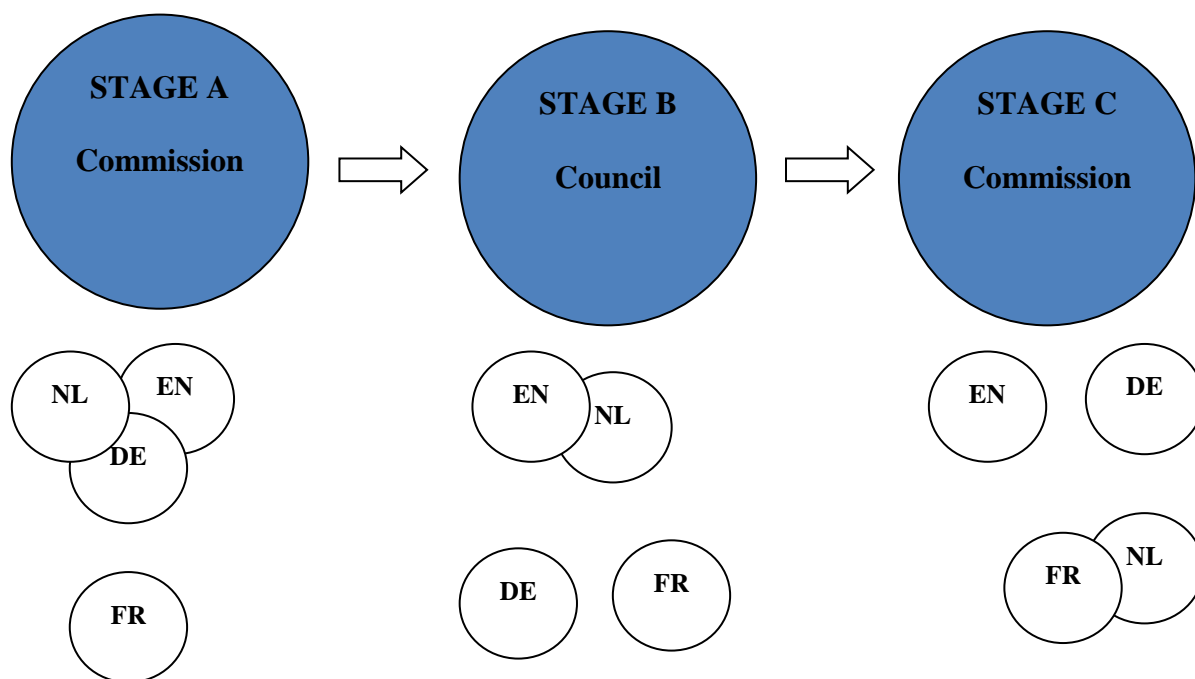 STAGE A
Commission
STAGE B
Council
STAGE C
Commission
NL
EN
DE
FR
EN
NL
DE
FR
EN
DE
FR
NL